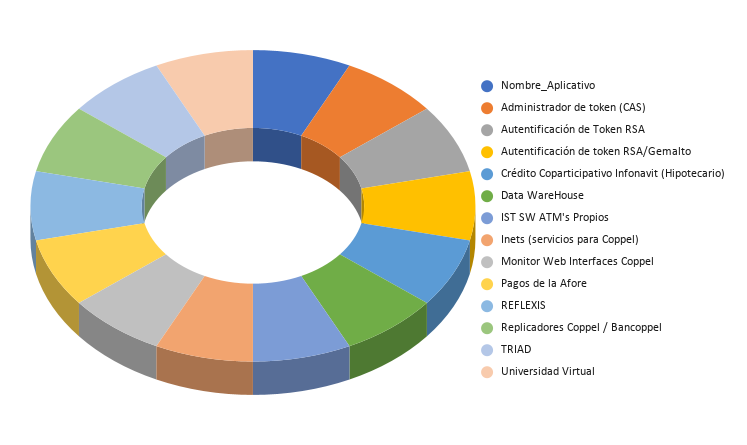 Nombre_Aplicativo
Administrador de token (CAS)
Autentificación de Token RSA
Autentificación de token RSA/Gemalto
Crédito Coparticipativo Infonavit (Hipotecario)
Data WareHouse
IST SW ATM's Propios
Inets (servicios para Coppel)
Monitor Web Interfaces Coppel
Pagos de la Afore
REFLEXIS
Replicadores Coppel / Bancoppel
TRIAD
Universidad Virtual